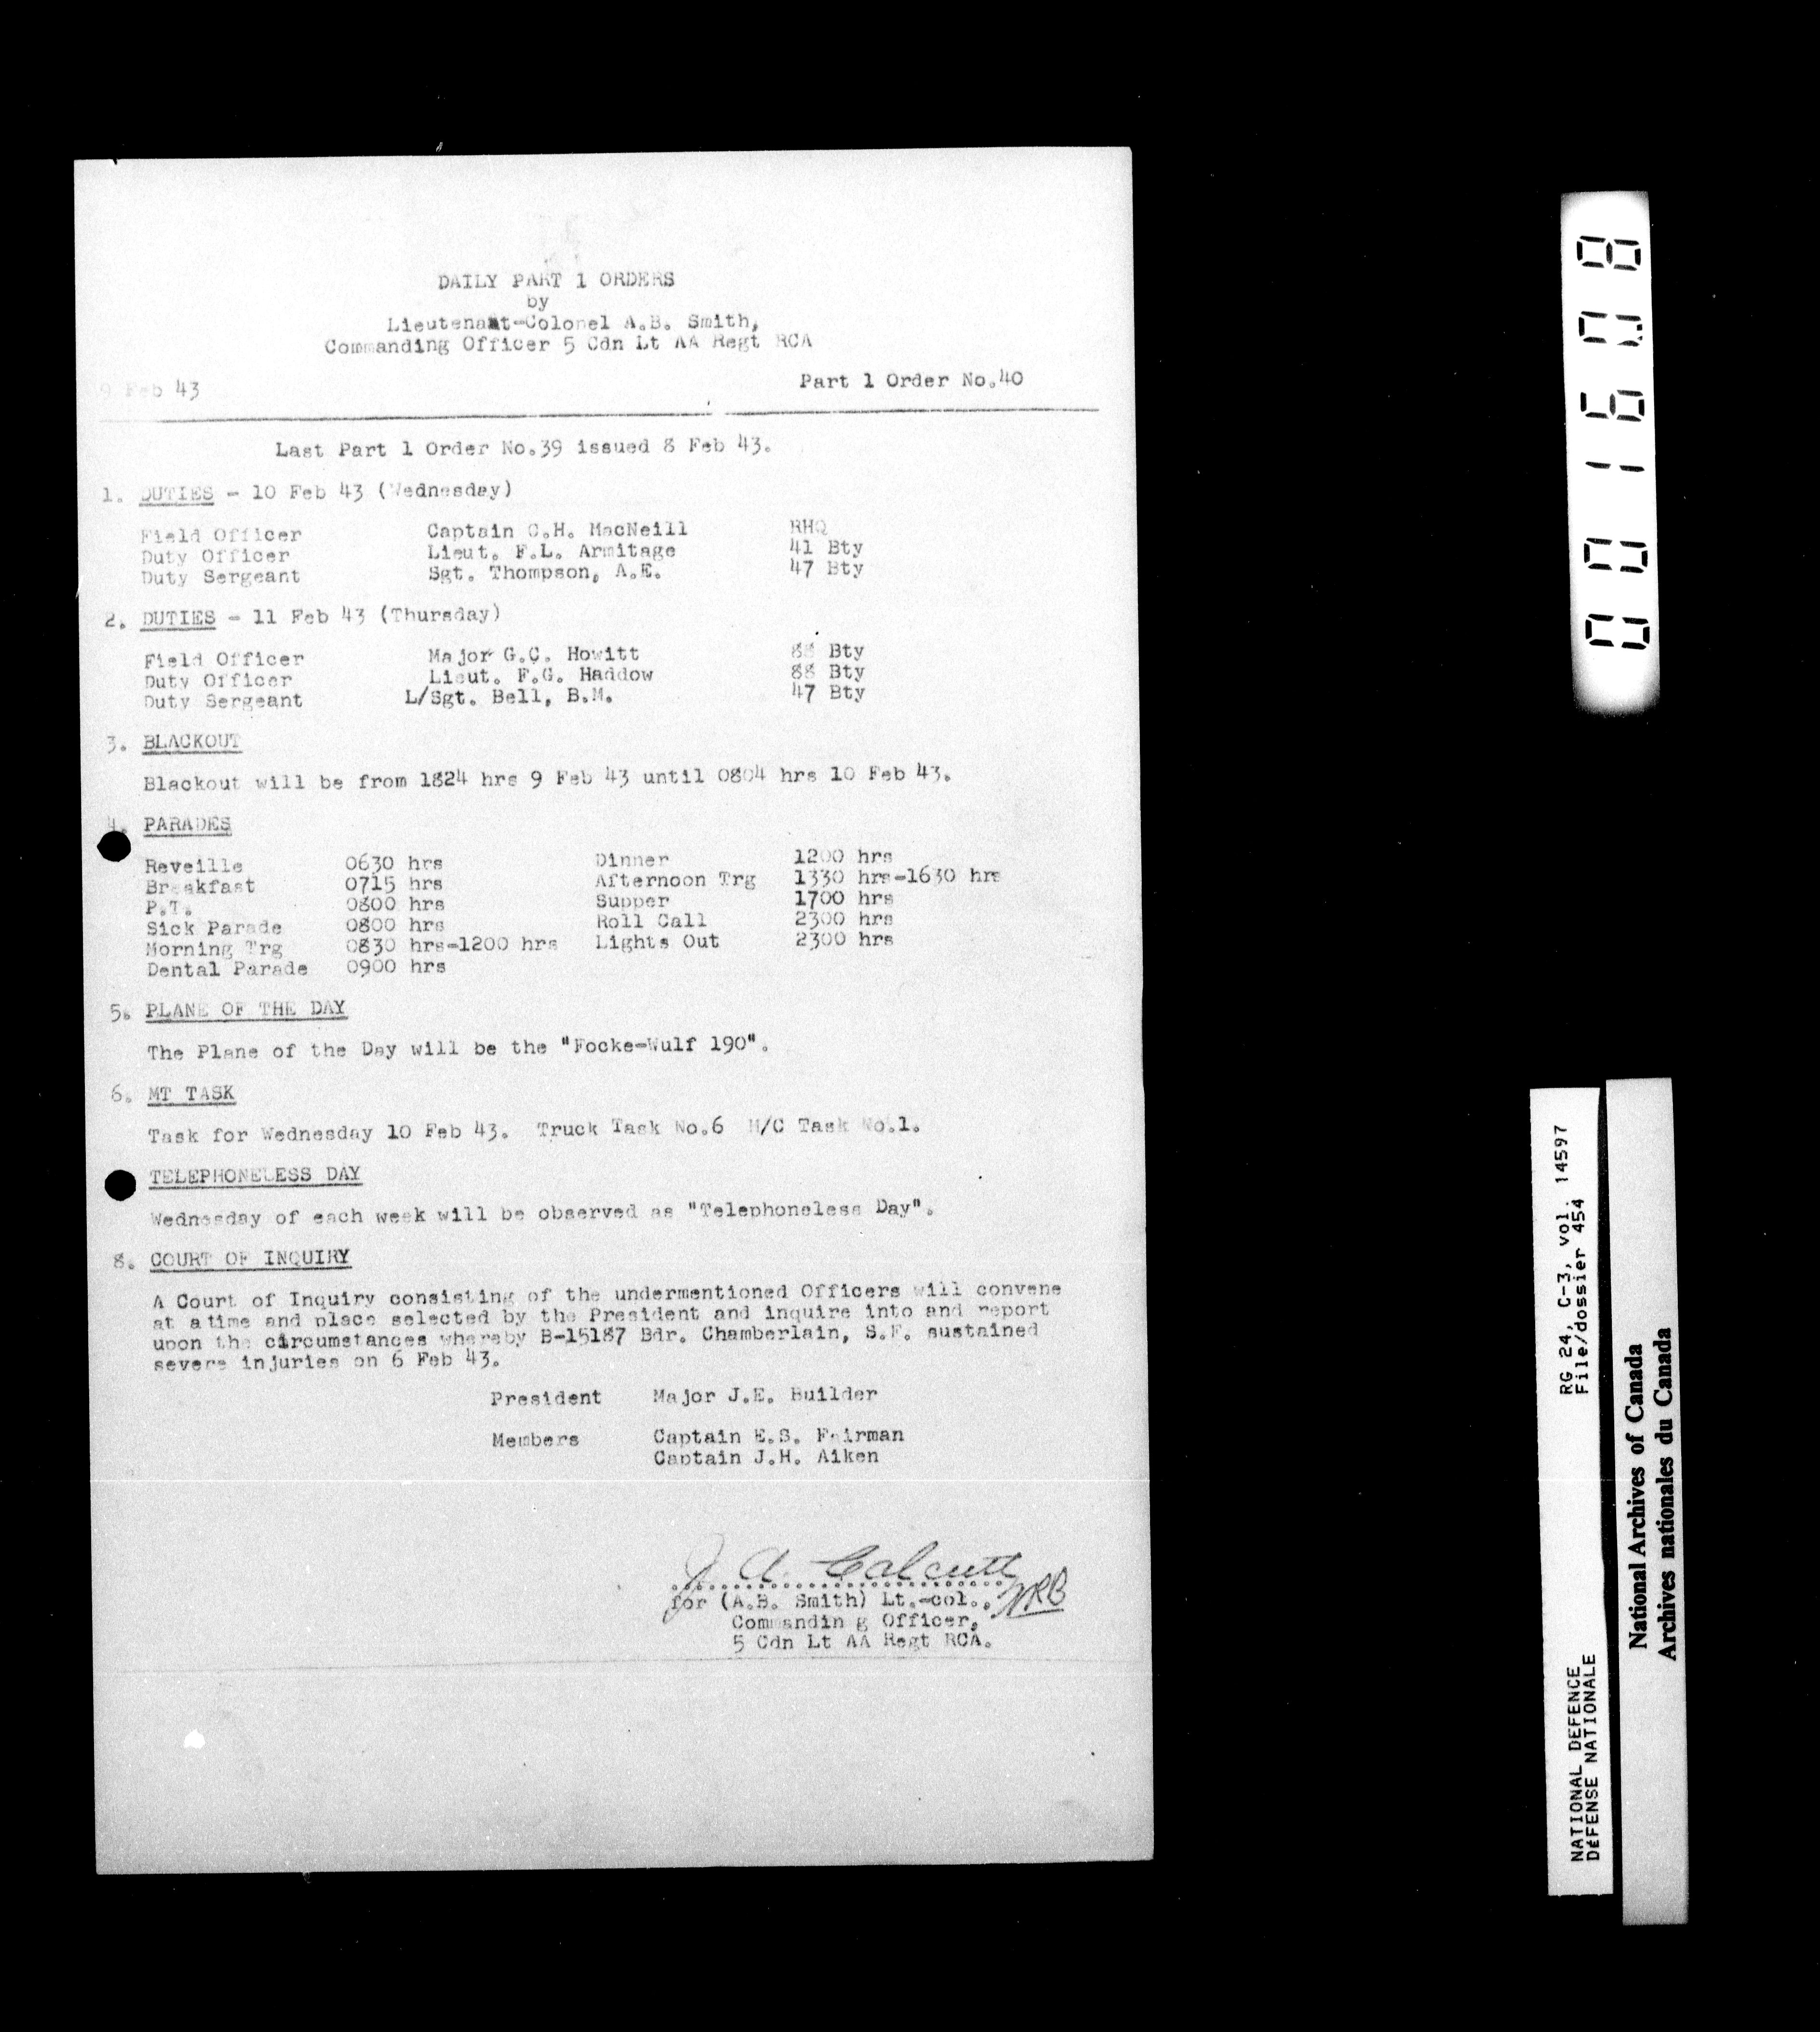 DAILY PART 1 ORDERS
by
Lieutenant-Colonel A.B. Smith,
Commanding Officer 5 Cdn Lt AA Regt RCA
9 Feb 43 Part 1 Order No.40
Last Part 1 Order No.39 issued 8 Feb 43.
1. DUTIES - 10 Feb 43 (Wednesday)
Field Officer Captain C.H. MacNeill RHQ
Duty Officer Lieut. F.L. Armitage 41 Bty
Duty Sergeant Sgt. Thompson, A.E. 47 Bty
2. DUTIES - 11 Feb 43 (Thursday)
Field Officer Major G.C. Howitt 88 Bty
Duty Officer Lieut. F.G. Haddow 88 Bty
Duty Sergeant L/Sgt. Bell, B.M. 47 Bty
3. BLACKOUT
Blackout will be from 1824 hrs 9 Feb 43 until 0804 hrs 10 Feb 43.
4. PARADES
Reveille 0630 hrs Dinner 1200 hrs
Breakfast 0715 hrs Afternoon Trg 1330 hrs-1630 hrs
P.T. 0800 hrs Supper 1700 hrs
Sick Parade 0800 hrs Roll Call 2300 hrs
Morning Trg 0830 hrs-1200 hrs Lights Out 2300 hrs
Dental Parade 0900 hrs
5. PLANE OF THE DAY
The Plane of the Day will be the "Focke-Wulf 190".
6. MT TASK
Task for Wednesday 10 Feb 43. Truck Task No.6 M/C Task No.1.
TELEPHONELESS DAY
Wednesday of each week will be observed as "Telephoneless Day".
8. COURT OF INQUIRY
A Court of Inquiry consisting of the undermentioned Officers will convene
at atime and place selected by the President and inquire into and report
upon the circumstances whereby B-15187 Bdr. Chamberlain, S.F. sustained
severe injuries on 6 Feb 43.
President Major J.E. Builder
Members Captain E.S. Fairman
Captain J.H. Aiken
J. A. Calcutt
for (A.B. Smith) Lt.-col.,
Commandin g Officer,
5 Cdn Lt AA Regt RCA.
001678
RG 24, C-3, vol. 14597
File/dossier 454
NATIONAL DEFENCE
DÉFENSE NATIONALE
National Archives of Canada
Archives nationales du Canada